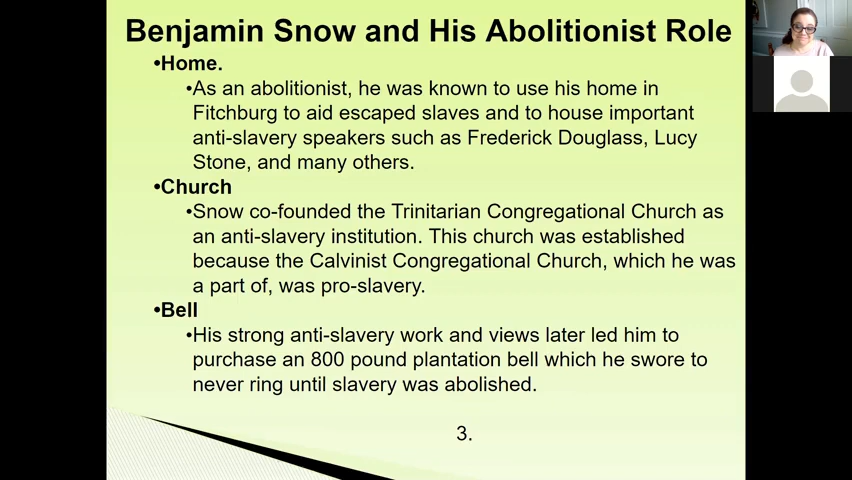 Benjamin Snow and His Abolitionist Role
•Home.
•As an abolitionist, he was known to use his home in
Fitchburg to aid escaped slaves and to house important
anti-slavery speakers such as Frederick Douglass, Lucy
Stone, and many others.
•Church
•Snow co-founded the Trinitarian Congregational Church as
an anti-slavery institution. This church was established
because the Calvinist Congregational Church, which he was
a part of, was pro-slavery.
•Bell
•His strong anti-slavery work and views later led him to
purchase an 800 pound plantation bell which he swore to
never ring until slavery was abolished.
3.